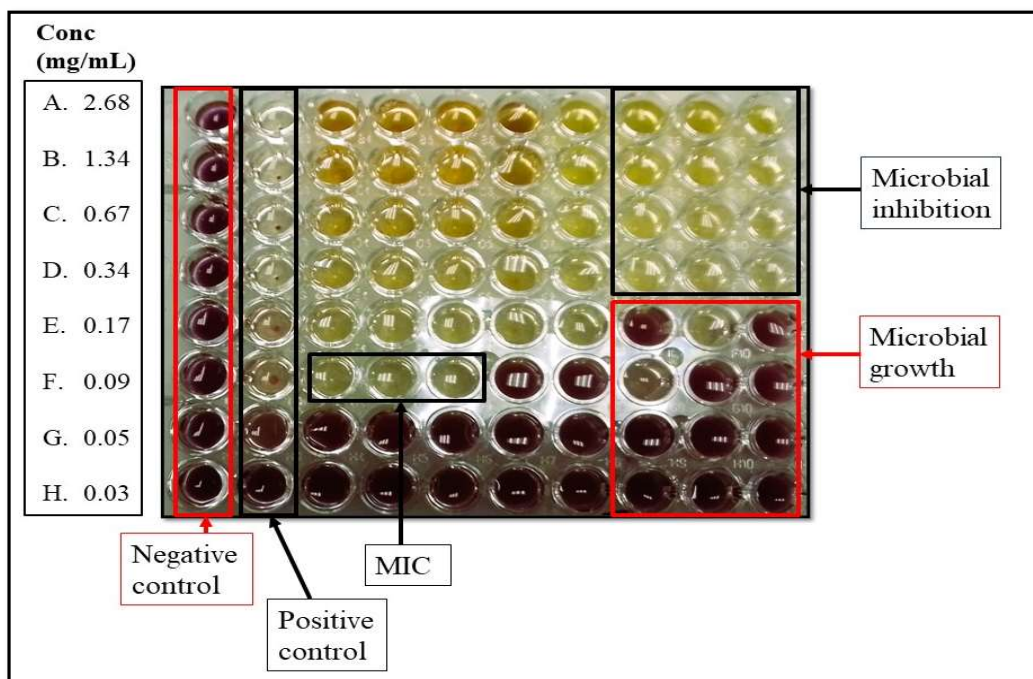 Conc
(mg/mL)
A. 2.68
B. 1.34
C. 0.67
D. 0.34
E. 0.17
F. 0.09
G. 0.05
H. 0.03
Microbial
inhibition
Microbial
growth
MIC
Negative
control
Positive
control